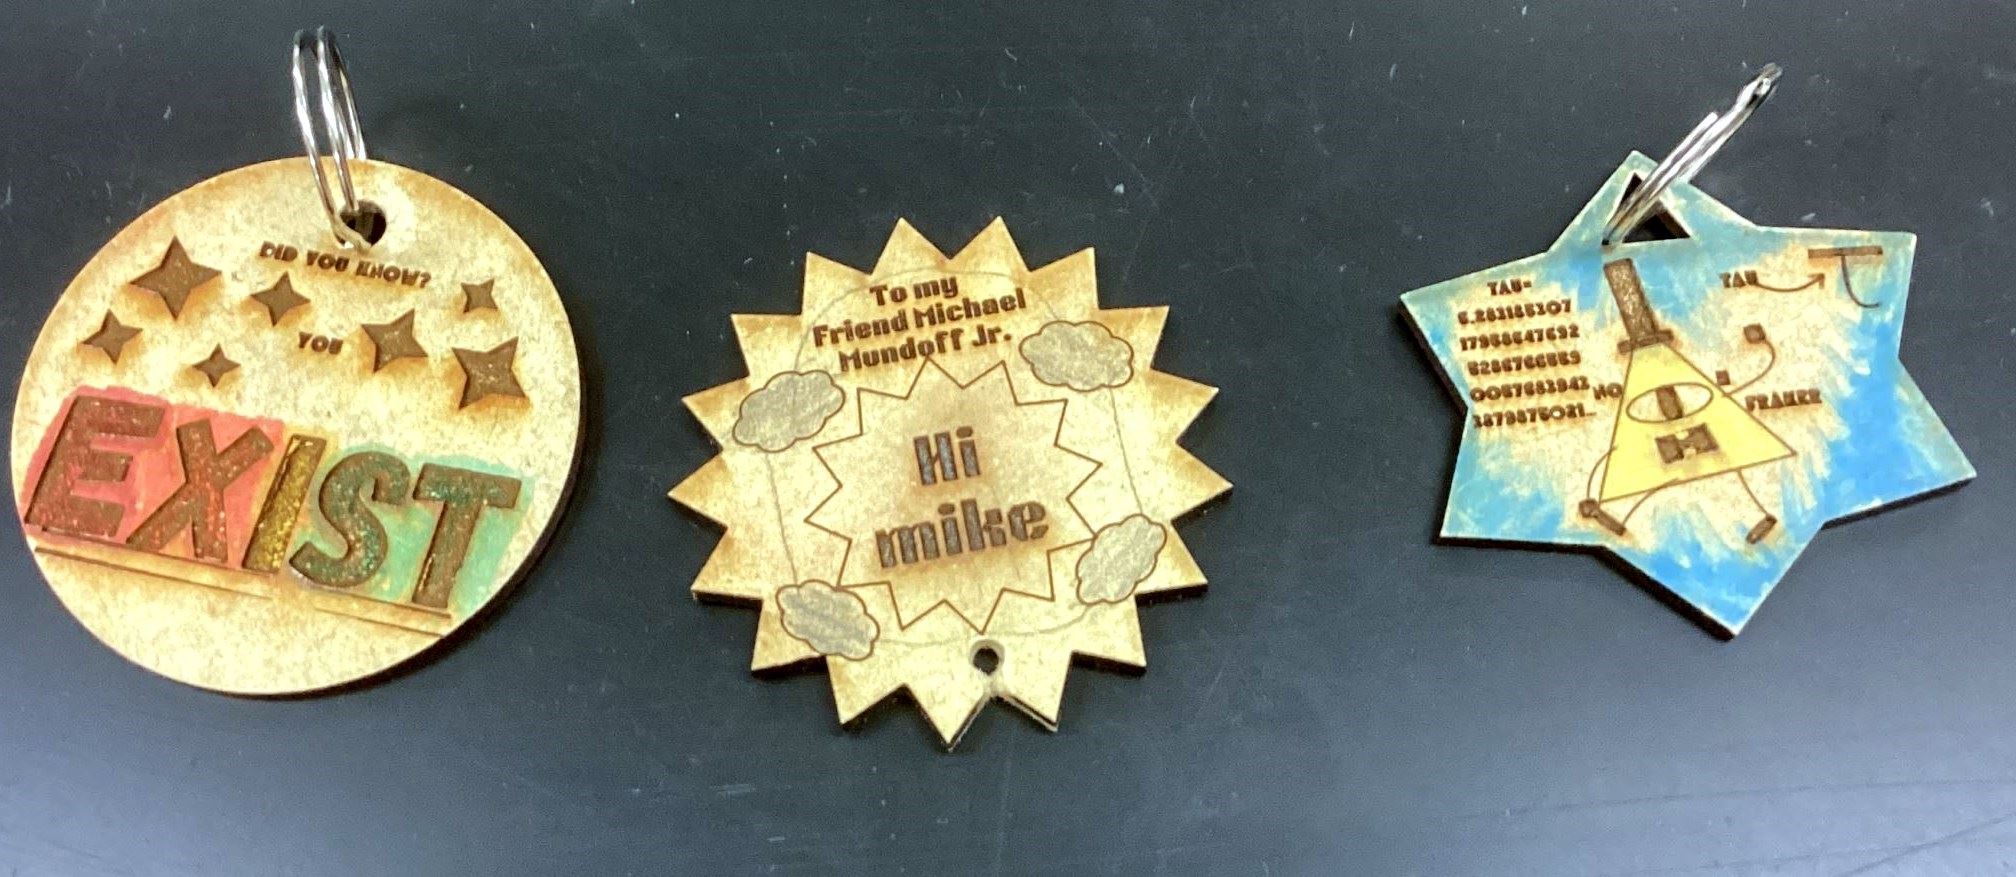 DID YOU KNOW?
YOU
EXIST
To my
Friend Michael
Mundoff Jr.
Hi
mike
TAU=
6.283185307
17958647692
5286766559
0057683943
3879875021...
TAU
NO